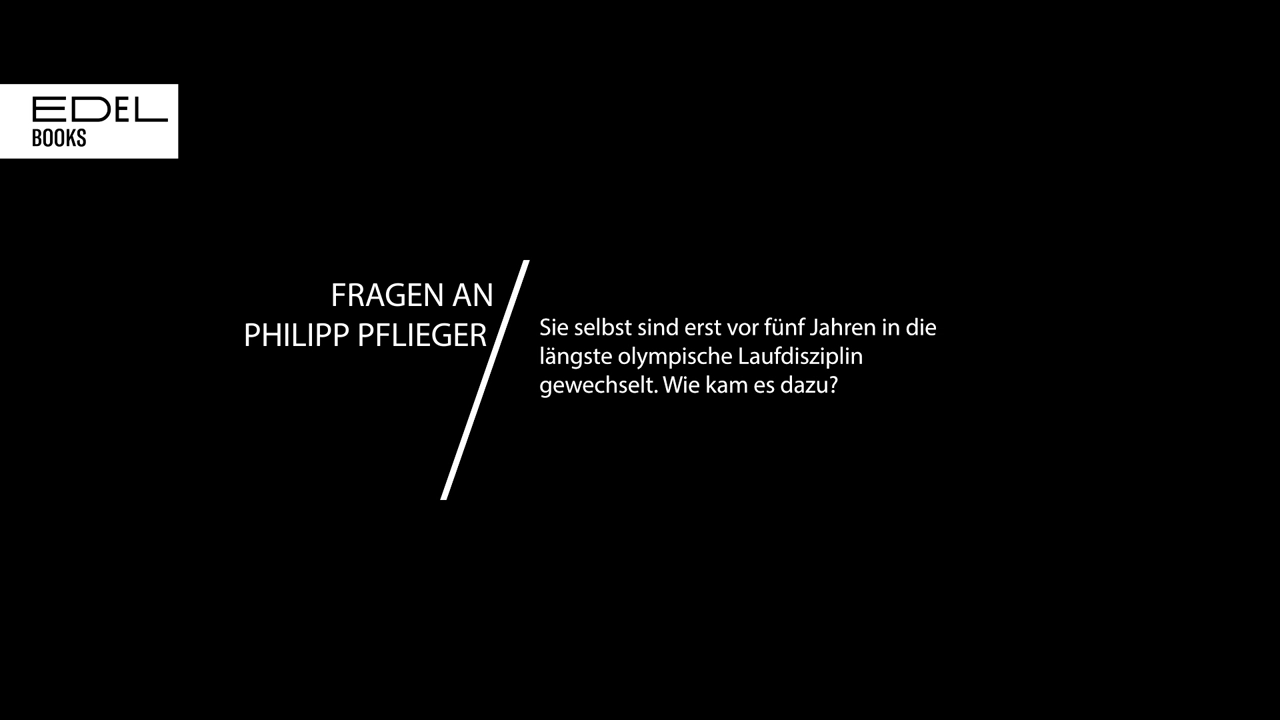 EDEL
BOOKS
FRAGEN AN
PHILIPP PFLIEGER
Sie selbst sind erst vor fünf Jahren in die
längste olympische Laufdisziplin
gewechselt. Wie kam es dazu?